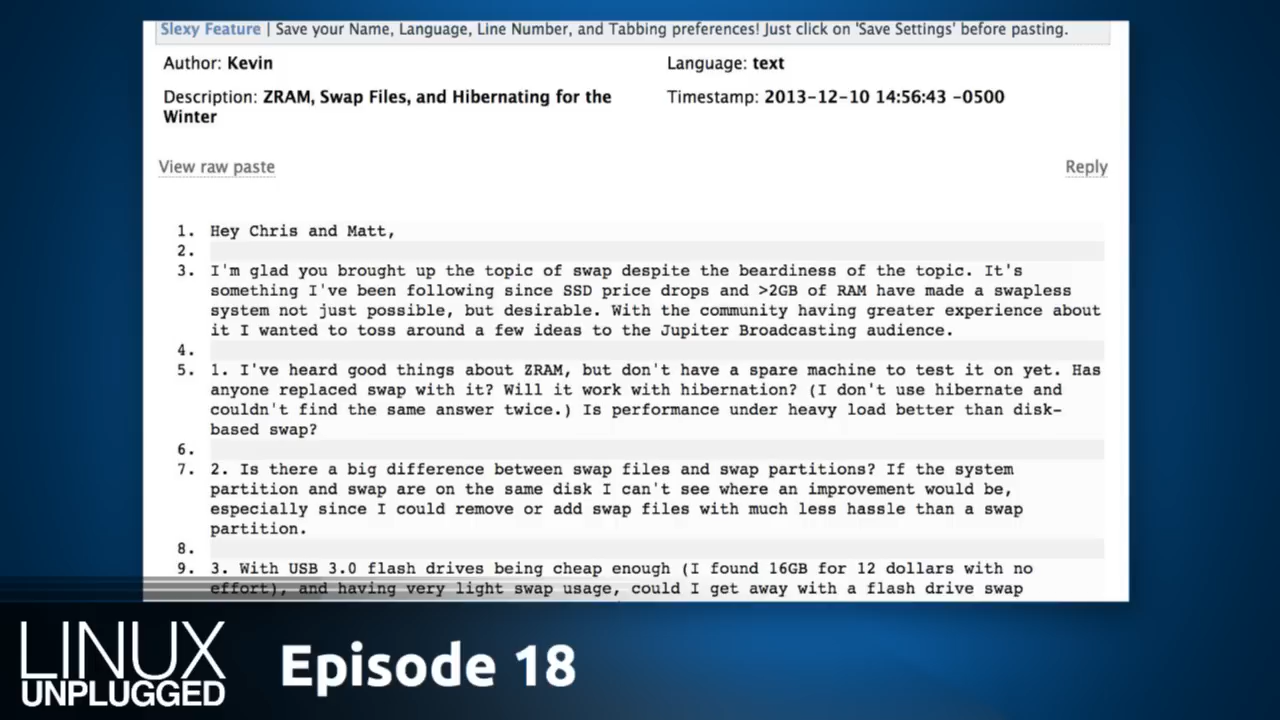 Slexy Feature | Save your Name, Language, Line Number, and Tabbing preferences! Just click on 'Save Settings' before pasting.
Author: Kevin
Language: text
Description: ZRAM, Swap Files, and Hibernating for the
Winter
Timestamp: 2013-12-10 14:56:43 -0500
View raw paste
Reply
1. Hey Chris and Matt,
2.
3. I'm glad you brought up the topic of swap despite the beardiness of the topic. It's
something I've been following since SSD price drops and >2GB of RAM have made a swapless
system not just possible, but desirable. With the community having greater experience about
it I wanted to toss around a few ideas to the Jupiter Broadcasting audience.
4.
5. 1. I've heard good things about ZRAM, but don't have a spare machine to test it on yet. Has
anyone replaced swap with it? Will it work with hibernation? (I don't use hibernate and
couldn't find the same answer twice.) Is performance under heavy load better than disk-
based swap?
6.
7. 2. Is there a big difference between swap files and swap partitions? If the system
partition and swap are on the same disk I can't see where an improvement would be,
especially since I could remove or add swap files with much less hassle than a swap
partition.
8.
9. 3. With USB 3.0 flash drives being cheap enough (I found 16GB for 12 dollars with no
effort), and having very light swap usage, could I get away with a flash drive swap
LINUX
UNPLUGGED
Episode 18